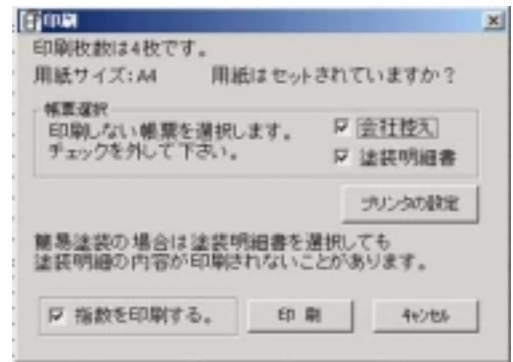 印刷
印刷枚数は4枚です。
用紙サイズ:A4 用紙はセットされていますか?
帳票選択
印刷しない帳票を選択します。
チェックを外して下さい。
会社控え
塗装明細書
プリンタの設定
簡易塗装の場合は塗装明細書を選択しても
塗装明細の内容が印刷されないことがあります。
指数を印刷する。
印刷
キャンセル